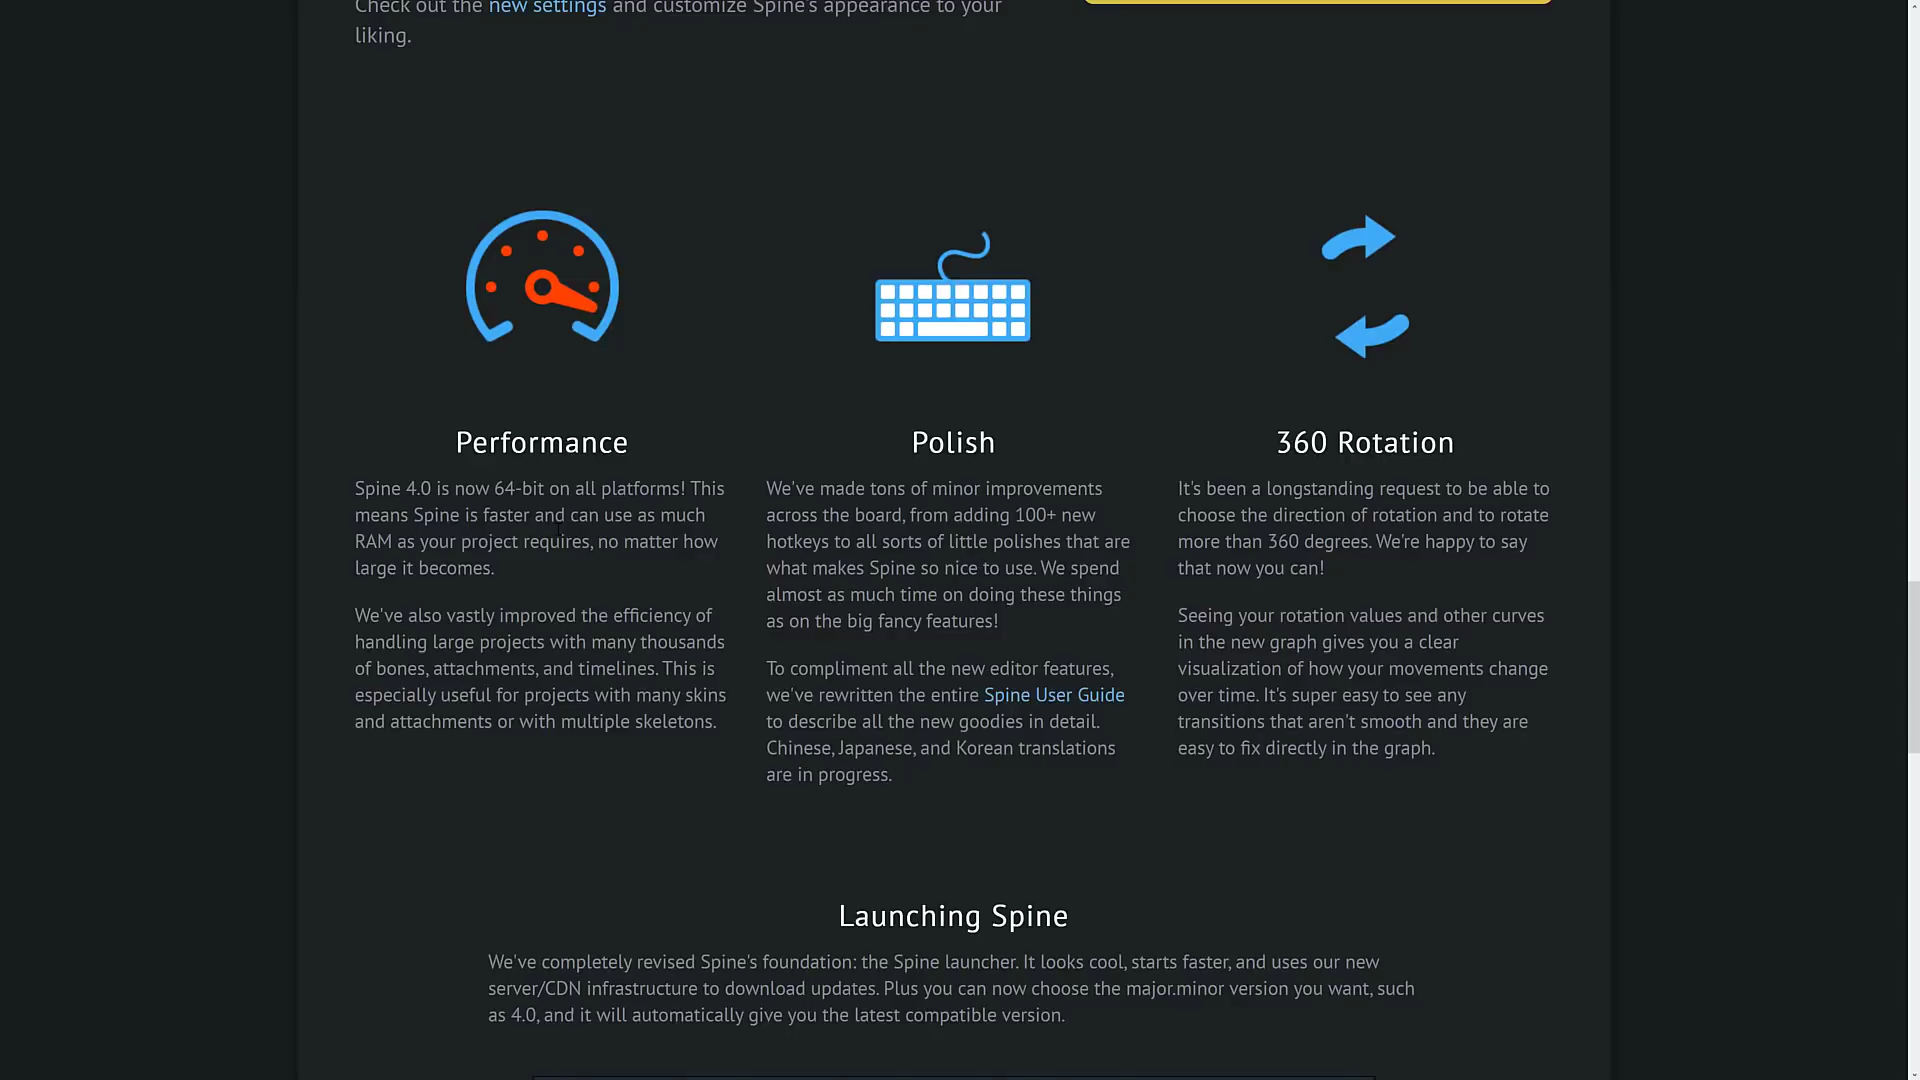 Check out the new settings and customize Spine's appearance to your
liking.
Performance
Spine 4.0 is now 64-bit on all platforms! This
means Spine is faster and can use as much
RAM as your project requires, no matter how
large it becomes.
We've also vastly improved the efficiency of
handling large projects with many thousands
of bones, attachments, and timelines. This is
especially useful for projects with many skins
and attachments or with multiple skeletons.
Polish
We've made tons of minor improvements
across the board, from adding 100+ new
hotkeys to all sorts of little polishes that are
what makes Spine so nice to use. We spend
almost as much time on doing these things
as on the big fancy features!
To compliment all the new editor features,
we've rewritten the entire Spine User Guide
to describe all the new goodies in detail.
Chinese, Japanese, and Korean translations
are in progress.
360 Rotation
It's been a longstanding request to be able to
choose the direction of rotation and to rotate
more than 360 degrees. We're happy to say
that now you can!
Seeing your rotation values and other curves
in the new graph gives you a clear
visualization of how your movements change
over time. It's super easy to see any
transitions that aren't smooth and they are
easy to fix directly in the graph.
Launching Spine
We've completely revised Spine's foundation: the Spine launcher. It looks cool, starts faster, and uses our new
server/CDN infrastructure to download updates. Plus you can now choose the major.minor version you want, such
as 4.0, and it will automatically give you the latest compatible version.